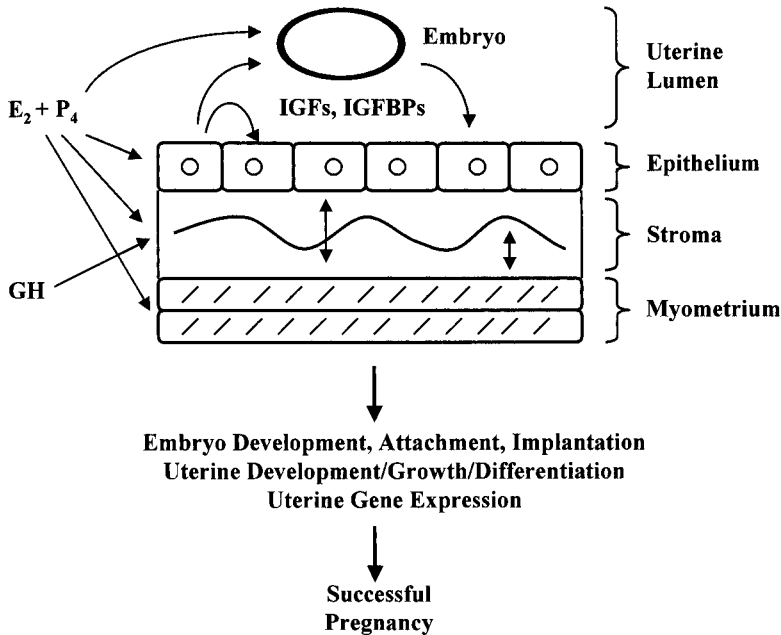 Embryo
Uterine
Lumen
E₂ + P₄
IGFs, IGFBPs
Epithelium
Stroma
GH
Myometrium
Embryo Development, Attachment, Implantation
Uterine Development/Growth/Differentiation
Uterine Gene Expression
Successful
Pregnancy